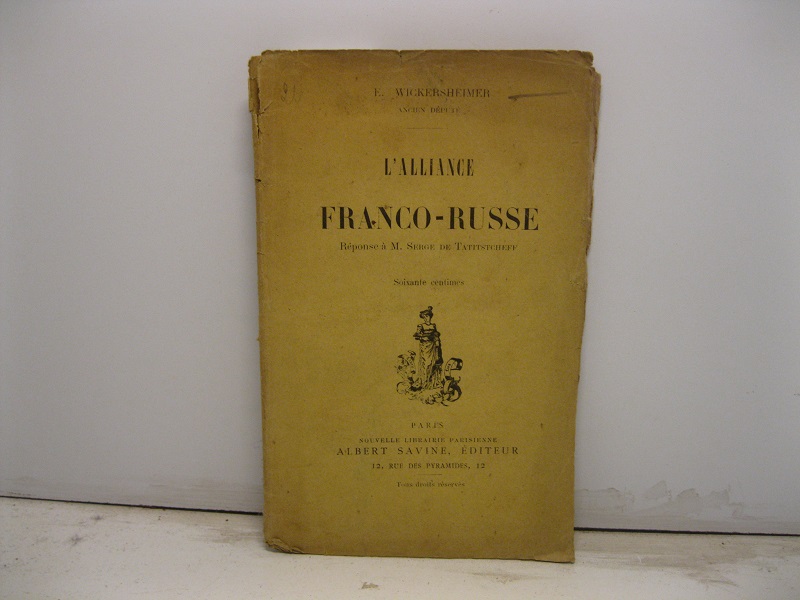 E. WICKERSHEIMER
ANCIEN DÉPUTÉ
L'ALLIANCE
FRANCO-RUSSE
Réponse à M. SERGE DE TATITSTCHEFF
Soixante centimes
PARIS
NOUVELLE LIBRAIRIE PARISIENNE
ALBERT SAVINE, ÉDITEUR
12, RUE DES PYRAMIDES, 12
Tous droits réservés